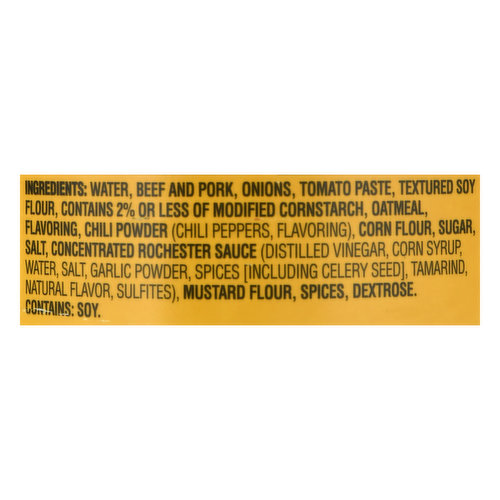 INGREDIENTS: WATER, BEEF AND PORK, ONIONS, TOMATO PASTE, TEXTURED SOY
FLOUR, CONTAINS 2% OR LESS OF MODIFIED CORNSTARCH, OATMEAL,
FLAVORING, CHILI POWDER (CHILI PEPPERS, FLAVORING), CORN FLOUR, SUGAR,
SALT, CONCENTRATED ROCHESTER SAUCE (DISTILLED VINEGAR, CORN SYRUP,
WATER, SALT, GARLIC POWDER, SPICES [INCLUDING CELERY SEED], TAMARIND,
NATURAL FLAVOR, SULFITES), MUSTARD FLOUR, SPICES, DEXTROSE.
CONTAINS: SOY.